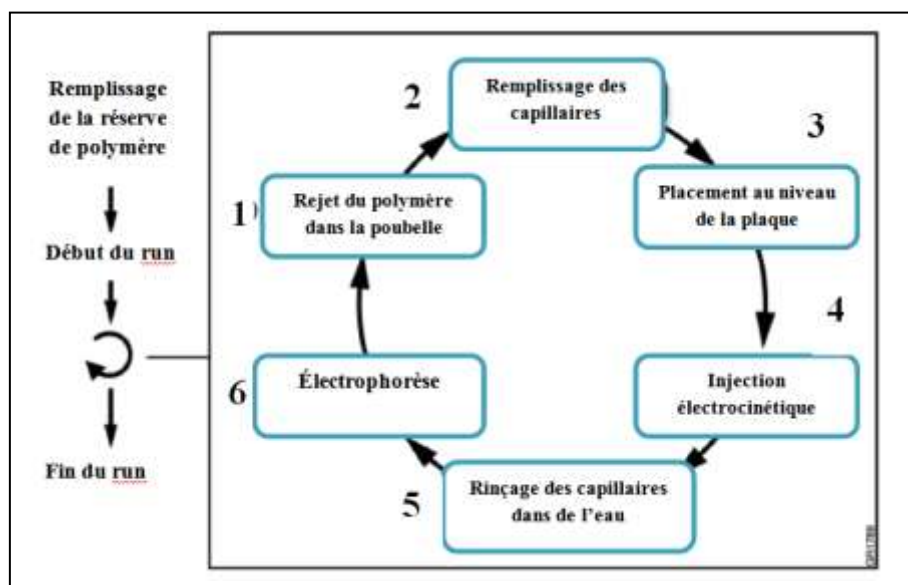 Remplissage
de la réserve
de polymère
Début du run
Fin du run
1)
Rejet du polymère
dans la poubelle
2
Remplissage des
capillaires
3
Placement au niveau
de la plaque
4
Injection
électrocinétique
5
Rinçage des capillaires
dans de l’eau
6
Électrophorèse